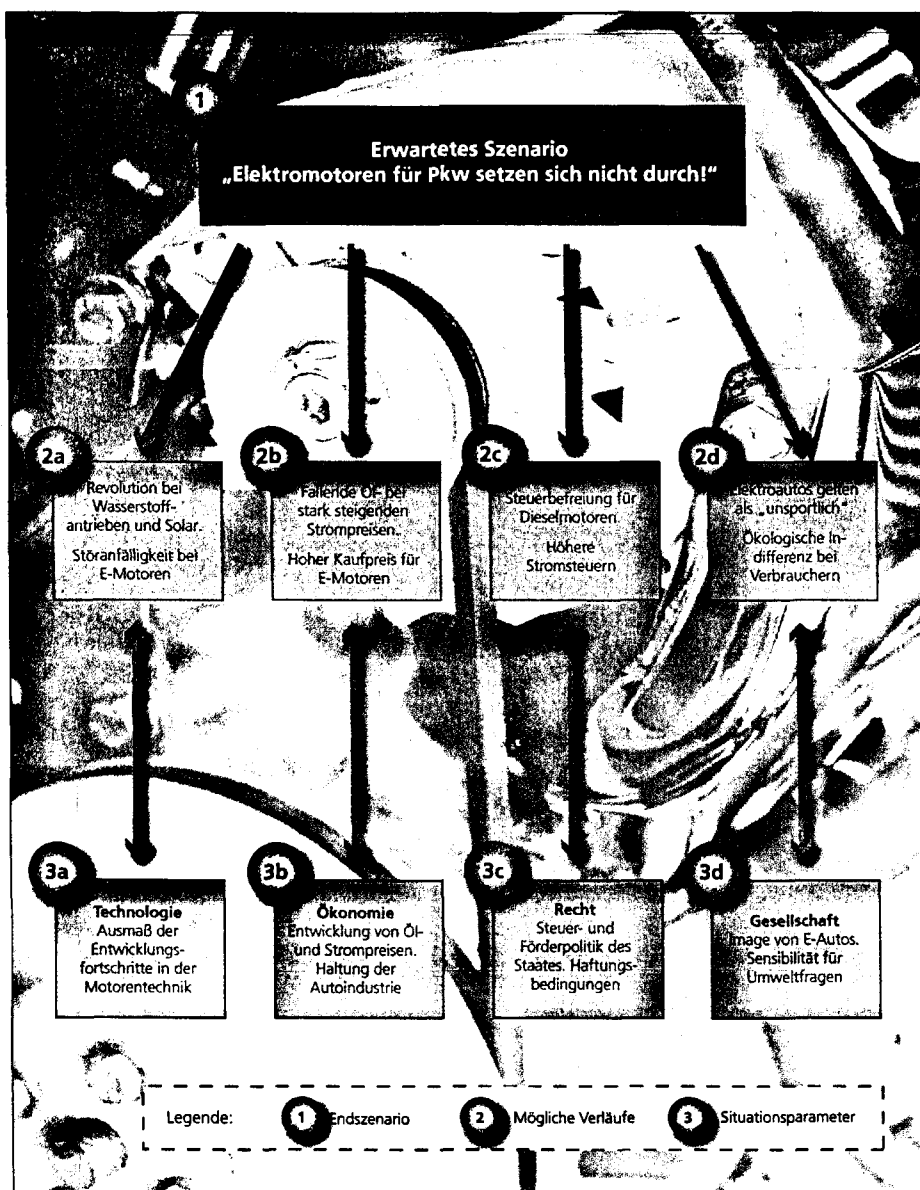 1
Erwartetes Szenario
„Elektromotoren für Pkw setzen sich nicht durch!“
2a
Revolution bei
Wasserstoff-
antrieben und Solar.
Störanfälligkeit bei
E-Motoren
2b
Fallende Öl- bei
stark steigenden
Strompreisen.
Hoher Kaufpreis für
E-Motoren
2c
Steuerbefreiung für
Dieselmotoren
Höhere
Stromsteuern
2d
Elektroautos gelten
als „unsportlich“
Ökologische In-
differenz bei
Verbrauchern
3a
Technologie
Ausmaß der
Entwicklungs-
fortschritte in der
Motorentechnik
3b
Ökonomie
Entwicklung von Öl-
und Strompreisen.
Haltung der
Autoindustrie
3c
Recht
Steuer- und
Förderpolitik des
Staates. Haftungs-
bedingungen
3d
Gesellschaft
Image von E-Autos.
Sensibilität für
Umweltfragen
Legende: 1 Endszenario 2 Mögliche Verläufe 3 Situationsparameter